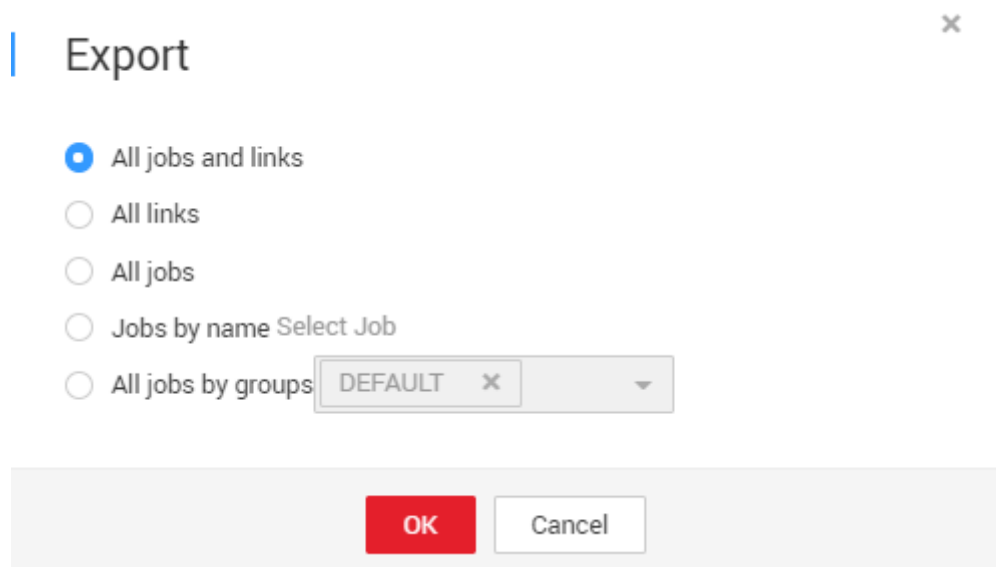 Export
All jobs and links
All links
All jobs
Jobs by name Select Job
All jobs by groups DEFAULT
OK Cancel